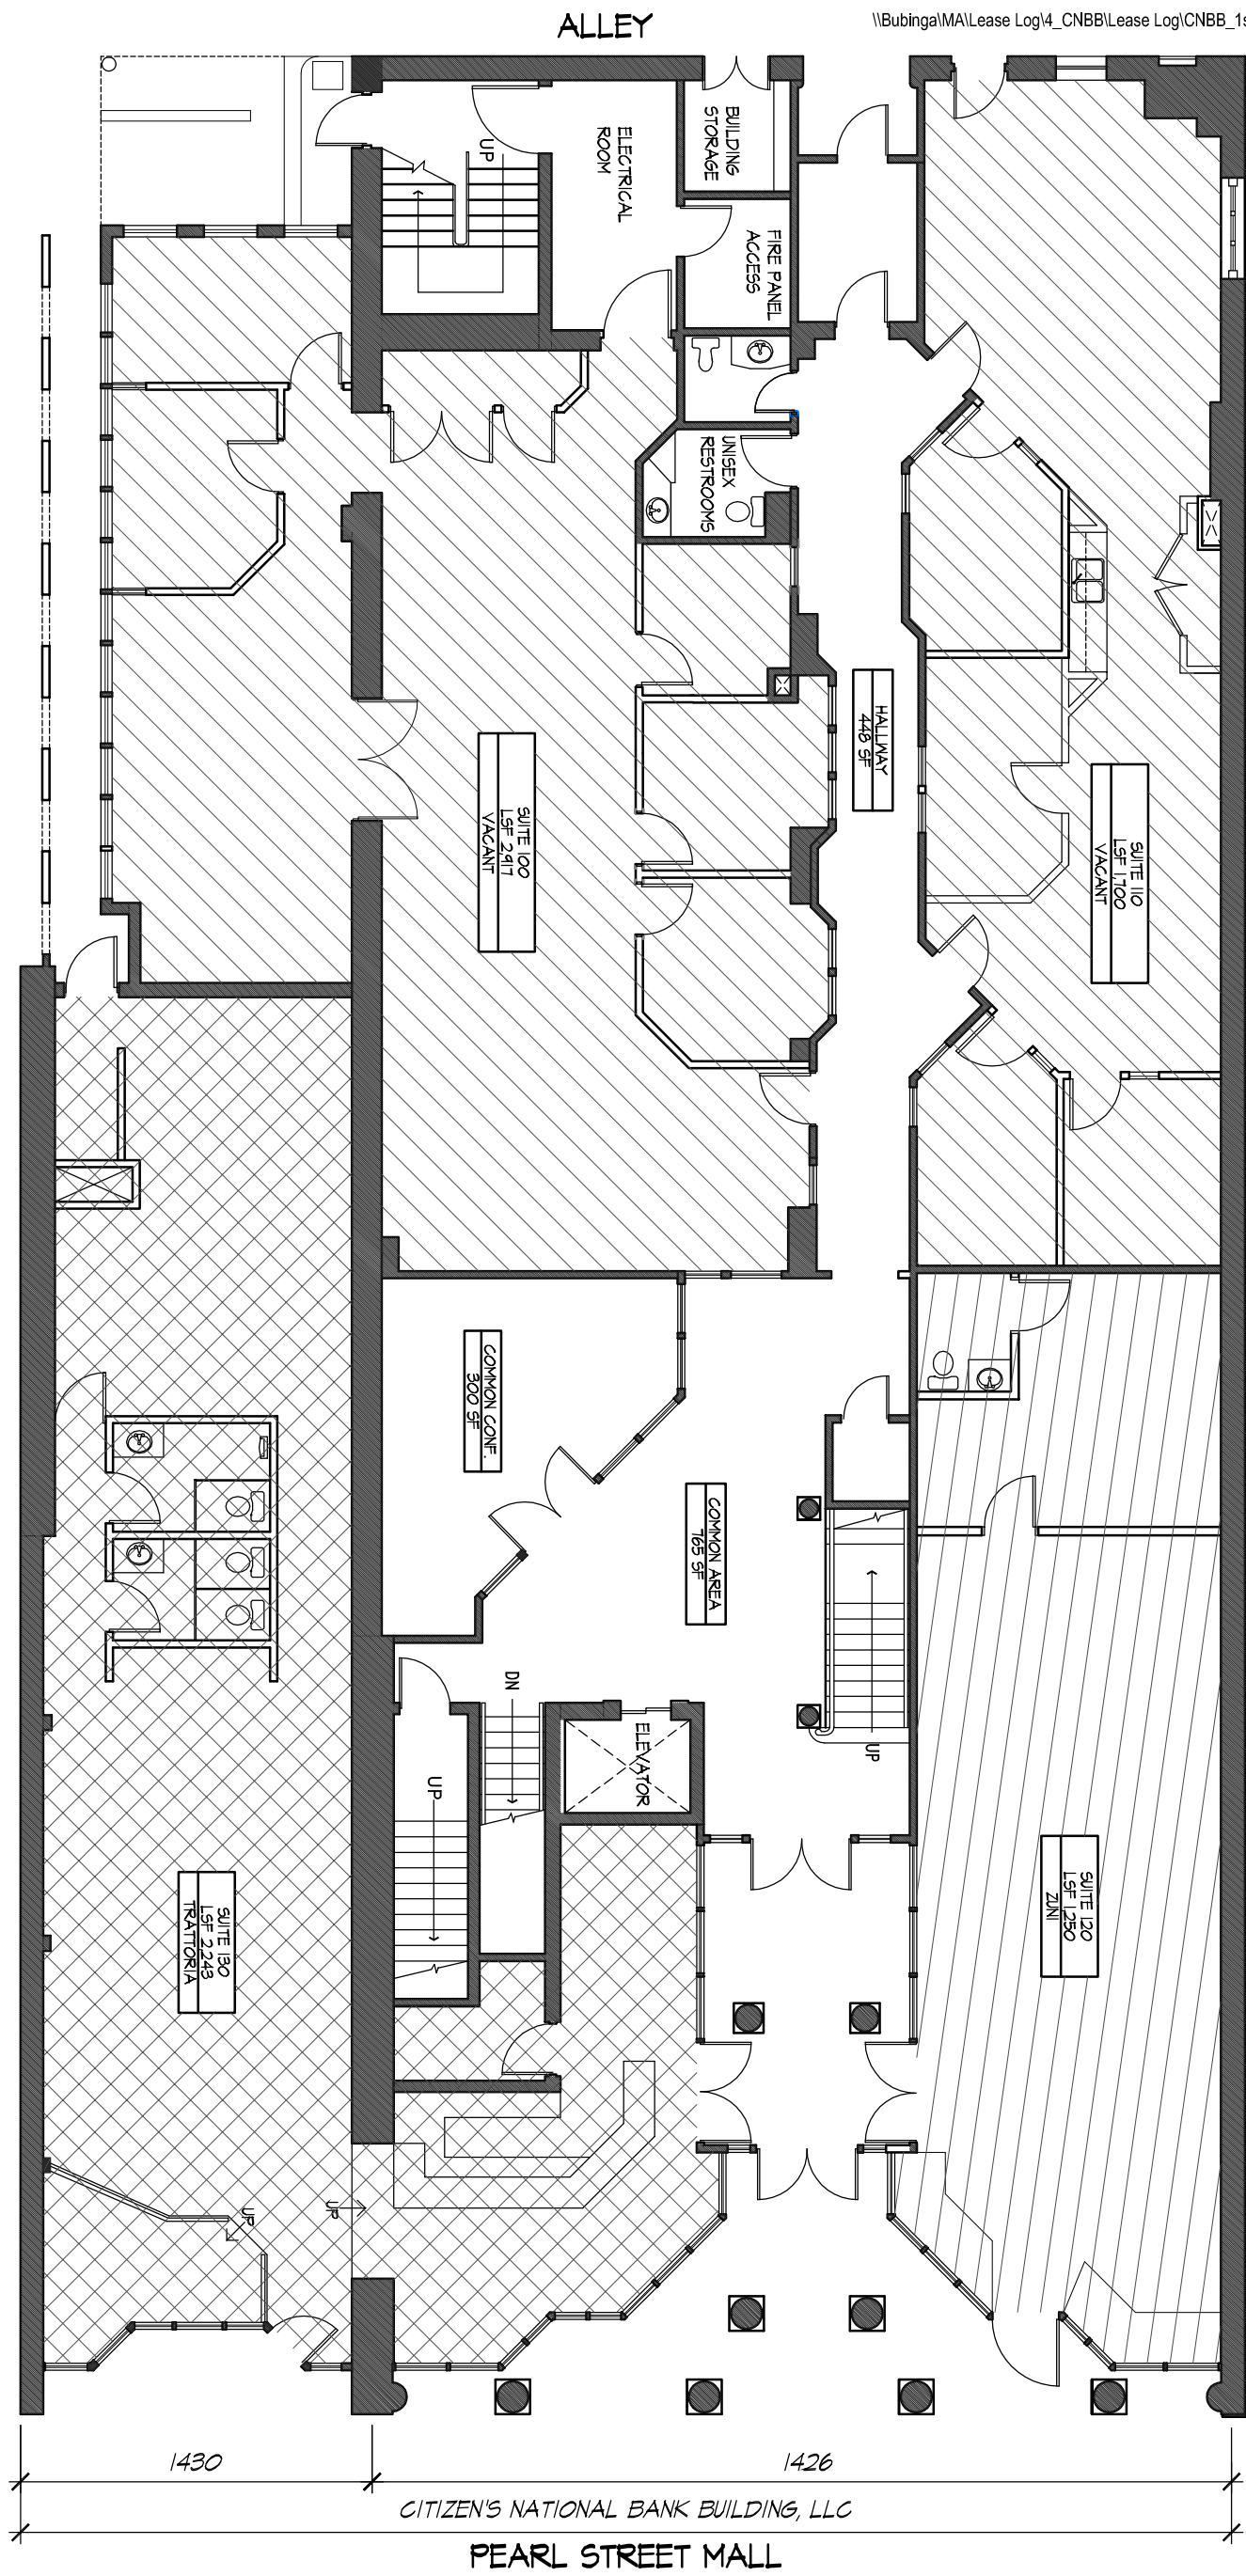 ALLEY
\\Bubinga\MA\Lease Log\4_CNBB\Lease Log\CNBB_1s
UP
ELECTRICAL
ROOM
BUILDING
STORAGE
FIRE PANEL
ACCESS
UNISEX
RESTROOMS
HALLWAY
448 SF
SUITE 100
LSF 2,917
VACANT
SUITE 110
LSF 1,700
VACANT
COMMON CONF.
300 SF
COMMON AREA
765 SF
DN
ELEVATOR
UP
UP
SUITE 120
LSF 1,250
ZUNI
SUITE 130
LSF 2,243
TRATTORIA
UP
UP
1430
1426
CITIZEN'S NATIONAL BANK BUILDING, LLC
PEARL STREET MALL